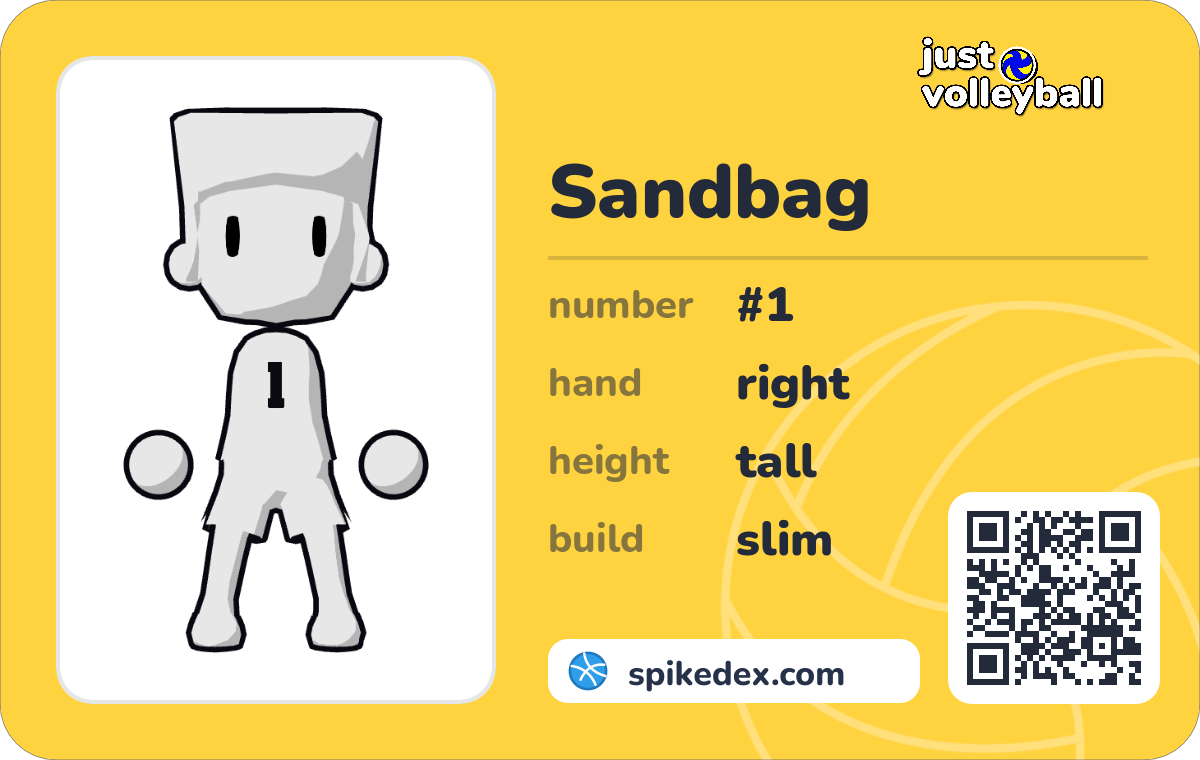 just
volleyball
Sandbag
number #1
hand right
height tall
build slim
1
spikedex.com